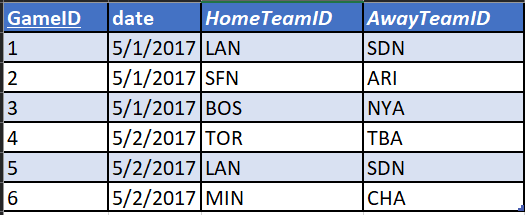 GameID date HomeTeamID AwayTeamID
1 5/1/2017 LAN SDN
2 5/1/2017 SFN ARI
3 5/1/2017 BOS NYA
4 5/2/2017 TOR TBA
5 5/2/2017 LAN SDN
6 5/2/2017 MIN CHA